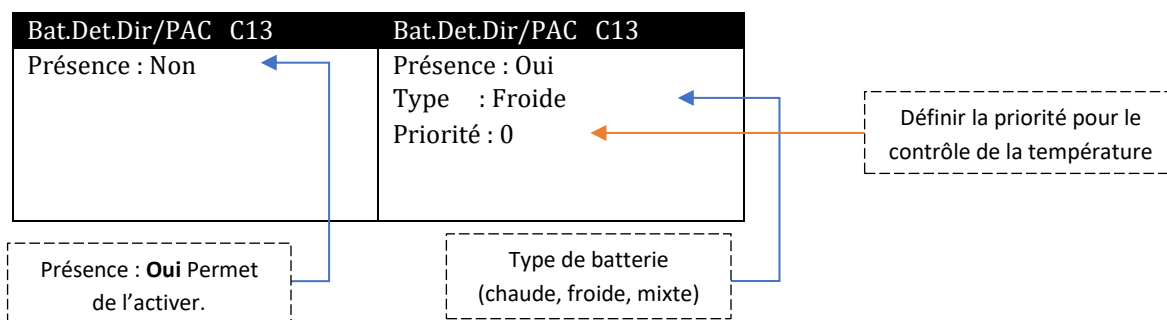 Bat.Det.Dir/PAC C13
Présence : Non
Bat.Det.Dir/PAC C13
Présence : Oui
Type : Froide
Priorité : 0
Définir la priorité pour le
contrôle de la température
Présence : Oui Permet
de l’activer.
Type de batterie
(chaude, froide, mixte)